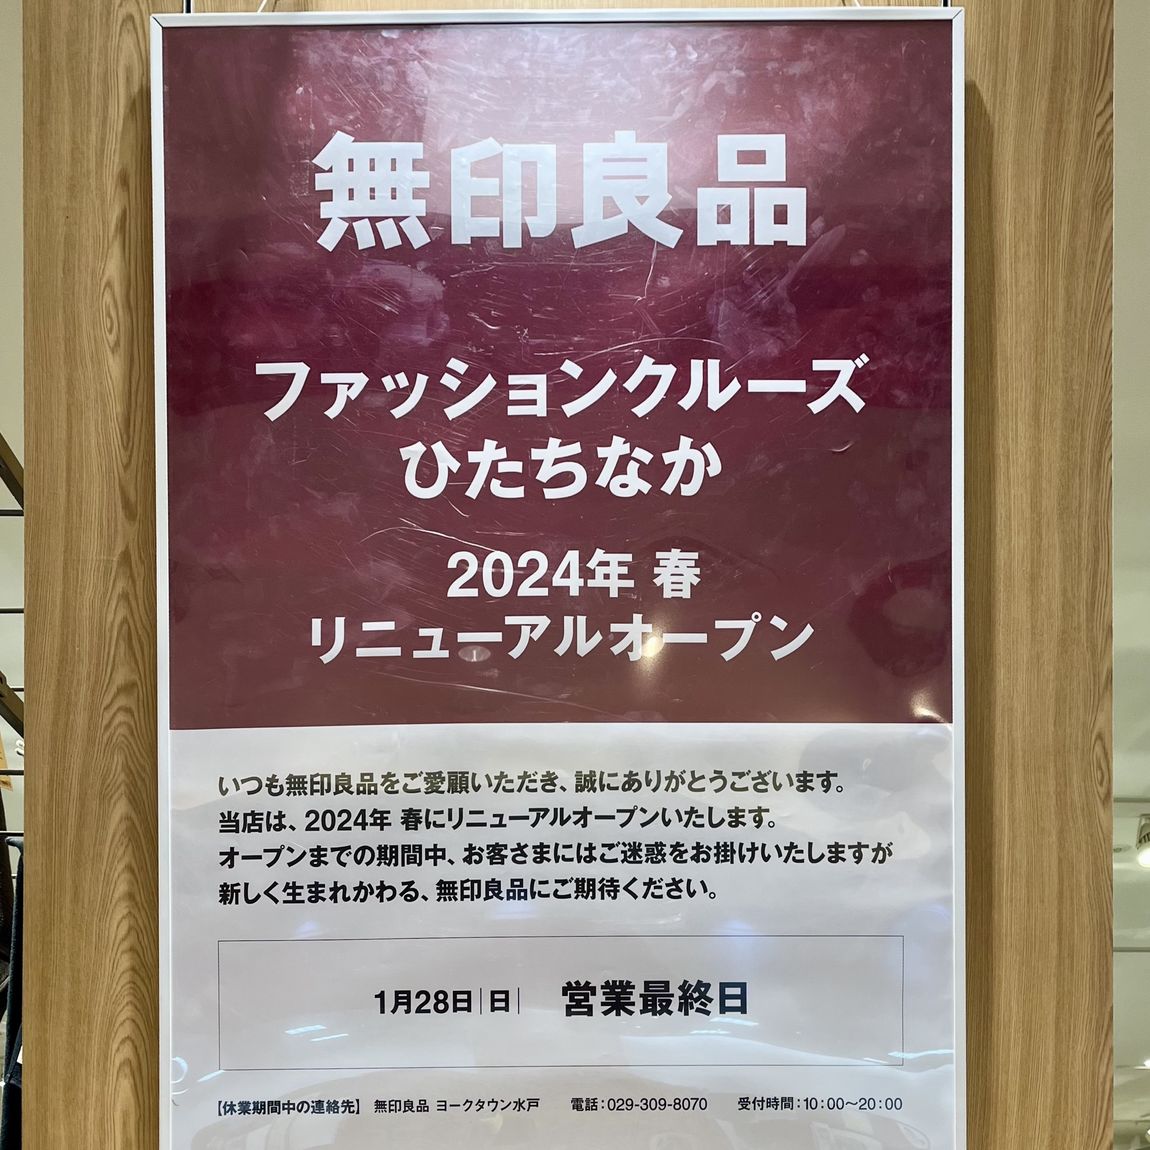 無印良品
ファッションクルーズ
ひたちなか
2024年 春
リニューアルオープン
いつも無印良品をご愛顧いただき、誠にありがとうございます。
当店は、2024年 春にリニューアルオープンいたします。
オープンまでの期間中、お客さまにはご迷惑をお掛けいたしますが
新しく生まれかわる、無印良品にご期待ください。
1月28日|日| 営業最終日
【休業期間中の連絡先】 無印良品 ヨークタウン水戸 電話：029-309-8070 受付時間：10：00～20：00